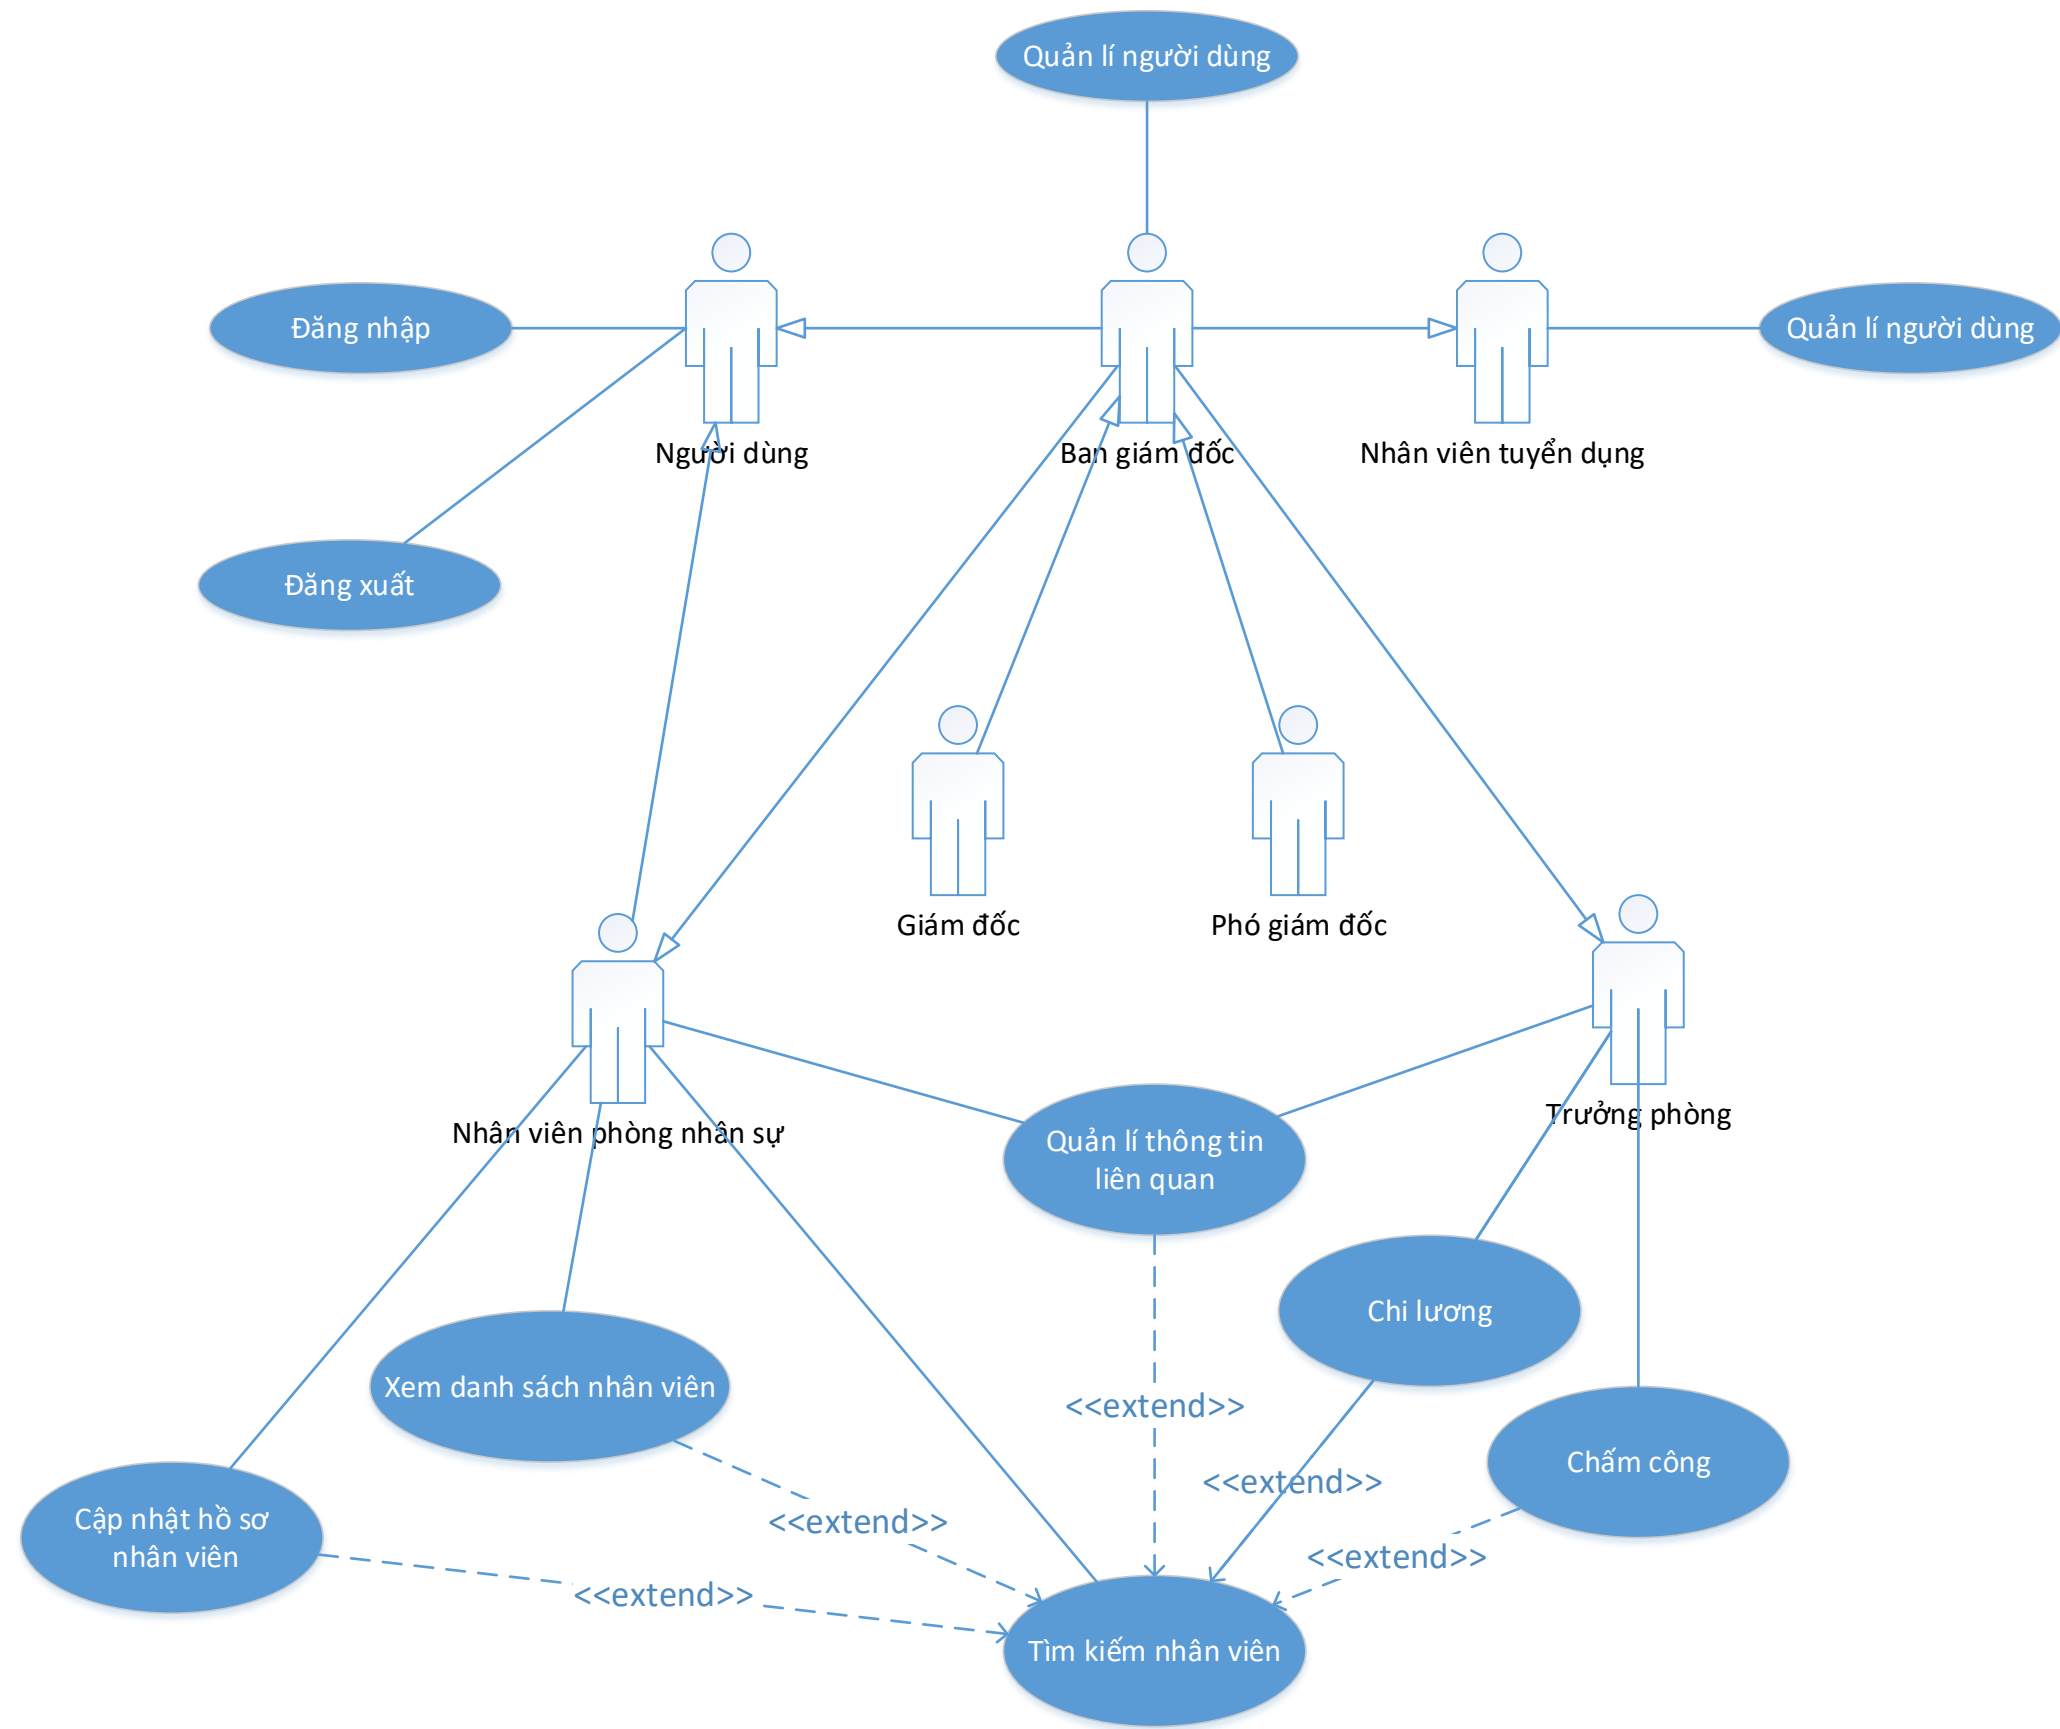 Quản lí người dùng
Đăng nhập
Quản lí người dùng
Người dùng
Ban giám đốc
Nhân viên tuyển dụng
Đăng xuất
Giám đốc
Phó giám đốc
Nhân viên phòng nhân sự
Trưởng phòng
Quản lí thông tin
liên quan
Chi lương
Xem danh sách nhân viên
<<extend>>
Chấm công
<<extend>>
Cập nhật hồ sơ
nhân viên
<<extend>>
<<extend>>
<<extend>>
Tìm kiếm nhân viên